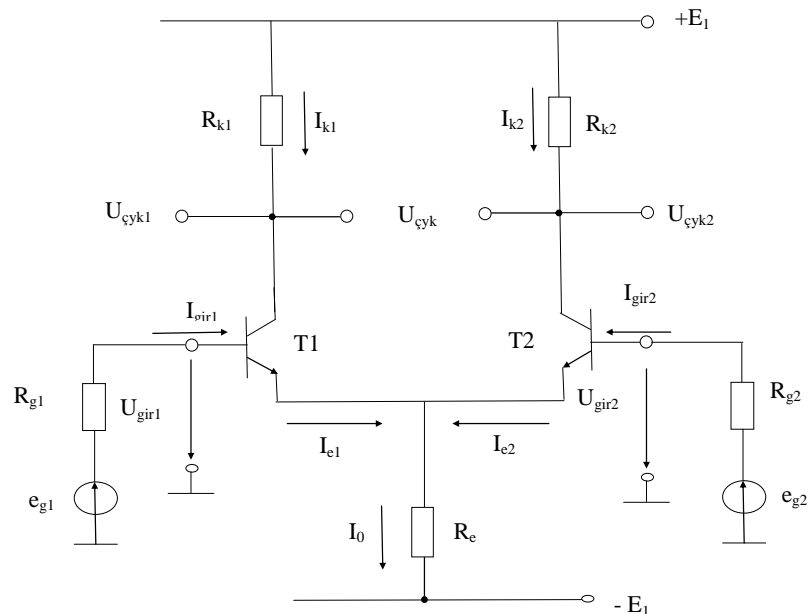 +E₁
Rk1
Ik1
Ik2
Rk2
Uçyk1
Uçyk
Uçyk2
Igir1
Igir2
T1
T2
Rg1
Ugir1
Ugir2
Rg2
Ie1
Ie2
eg1
eg2
I0
Re
- E₁